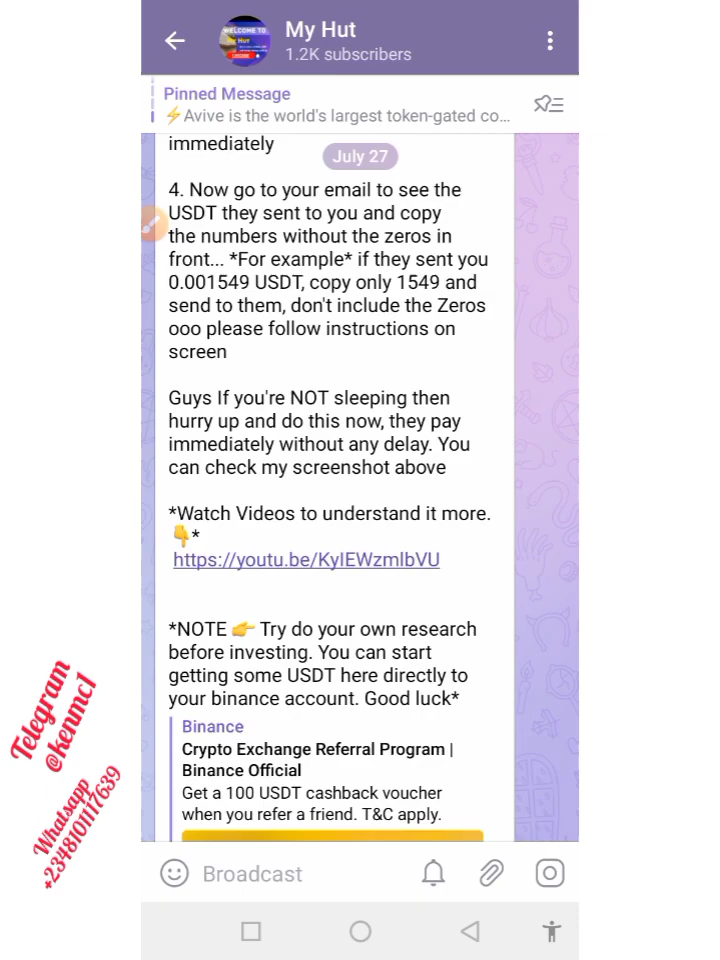 WELCOME TO
HUT
My Hut
1.2K subscribers
Pinned Message
⚡Avive is the world's largest token-gated co...
immediately
July 27
4. Now go to your email to see the
USDT they sent to you and copy
the numbers without the zeros in
front... *For example* if they sent you
0.001549 USDT, copy only 1549 and
send to them, don't include the Zeros
ooo please follow instructions on
screen
Guys If you're NOT sleeping then
hurry up and do this now, they pay
immediately without any delay. You
can check my screenshot above
*Watch Videos to understand it more.
👇*
https://youtu.be/KyIEWzmlbVU
*NOTE 👉 Try do your own research
before investing. You can start
getting some USDT here directly to
your binance account. Good luck*
Binance
Crypto Exchange Referral Program |
Binance Official
Get a 100 USDT cashback voucher
when you refer a friend. T&C apply.
Broadcast
Telegram
@kenmc1
Whatsapp
+2348101117639